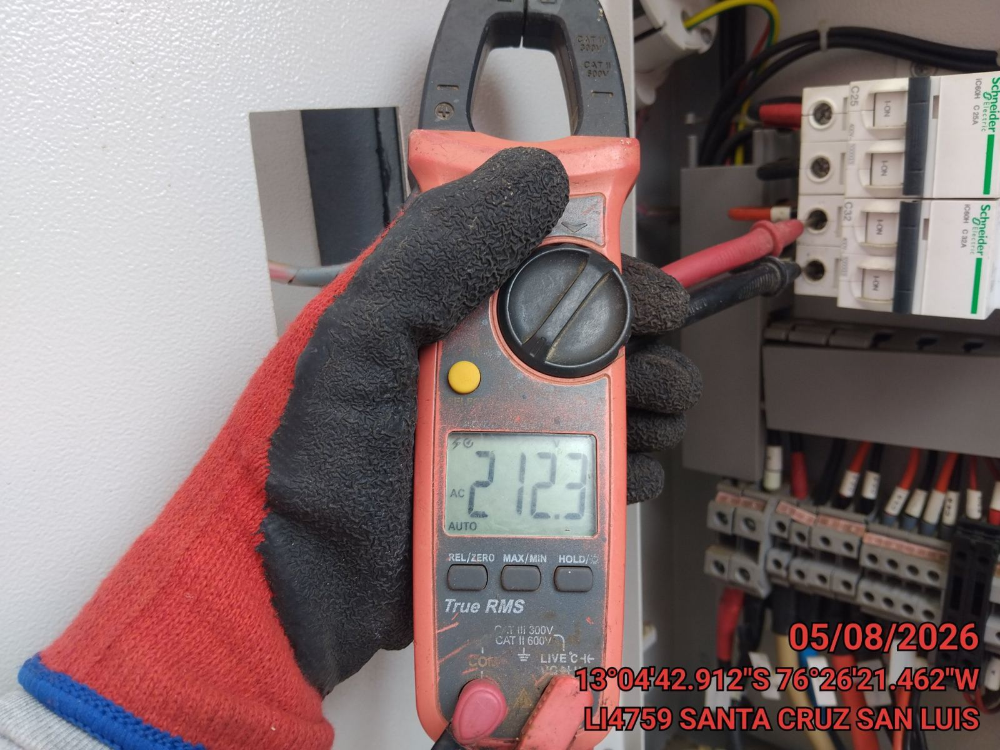 CAT III
300V
CAT II
600V
C25
I-ON
Schneider
Electric
iC60H C 25A
I-ON
C32
I-ON
Schneider
Electric
iC60H C 32A
I-ON
V
212.3
AC
AUTO
REL/ZERO MAX/MIN HOLD/
True RMS
CAT III 300V
CAT II 600V
COM
LIVE °C
05/08/2026
13°04'42.912"S 76°26'21.462"W
LI4759 SANTA CRUZ SAN LUIS